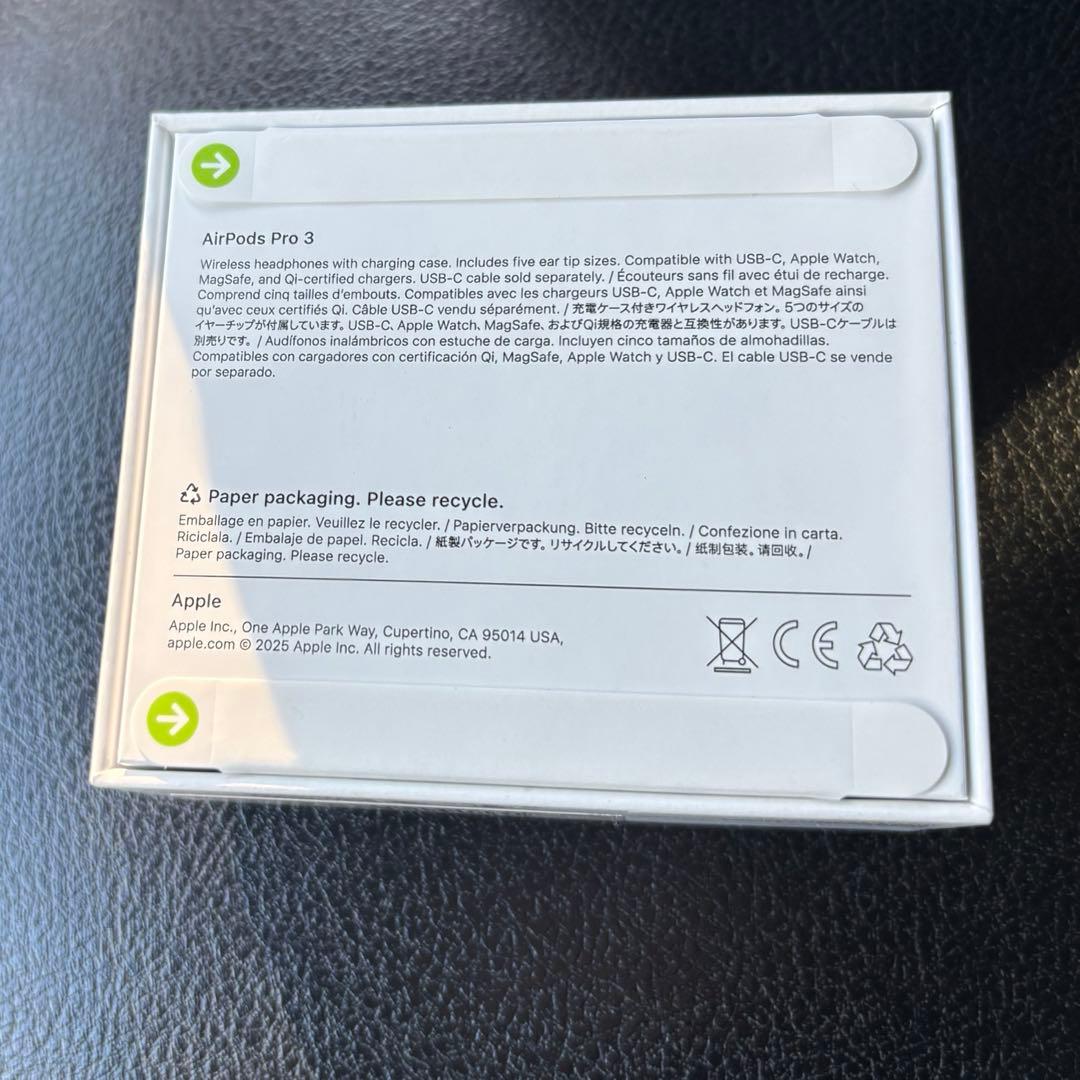 AirPods Pro 3
Wireless headphones with charging case. Includes five ear tip sizes. Compatible with USB-C, Apple Watch,
MagSafe, and Qi-certified chargers. USB-C cable sold separately. / Écouteurs sans fil avec étui de recharge.
Comprend cinq tailles d'embouts. Compatibles avec les chargeurs USB-C, Apple Watch et MagSafe ainsi
qu'avec ceux certifiés Qi. Câble USB-C vendu séparément. / 充電ケース付きワイヤレスヘッドフォン。5つのサイズの
イヤーチップが付属しています。USB-C、Apple Watch、MagSafe、およびQi規格の充電器と互換性があります。USB-Cケーブルは
別売りです。 / Audífonos inalámbricos con estuche de carga. Incluyen cinco tamaños de almohadillas.
Compatibles con cargadores con certificación Qi, MagSafe, Apple Watch y USB-C. El cable USB-C se vende
por separado.
Paper packaging. Please recycle.
Emballage en papier. Veuillez le recycler. / Papierverpackung. Bitte recyceln. / Confezione in carta.
Riciclala. / Embalaje de papel. Recicla. / 紙製パッケージです。リサイクルしてください。/ 纸制包装。请回收。/
Paper packaging. Please recycle.
Apple
Apple Inc., One Apple Park Way, Cupertino, CA 95014 USA,
apple.com © 2025 Apple Inc. All rights reserved.
CE